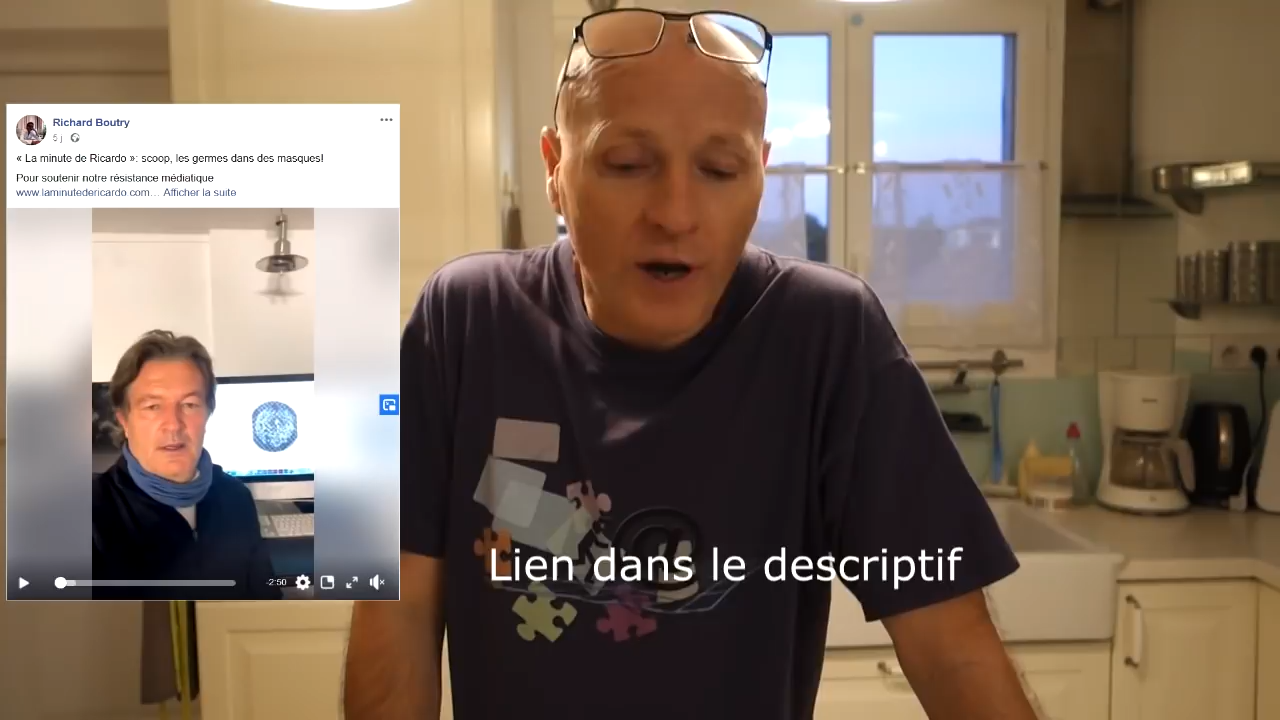 Richard Boutry
5 j
« La minute de Ricardo »: scoop, les germes dans des masques!
Pour soutenir notre résistance médiatique
www.laminutedericardo.com... Afficher la suite
-2:50
@
Lien dans le descriptif